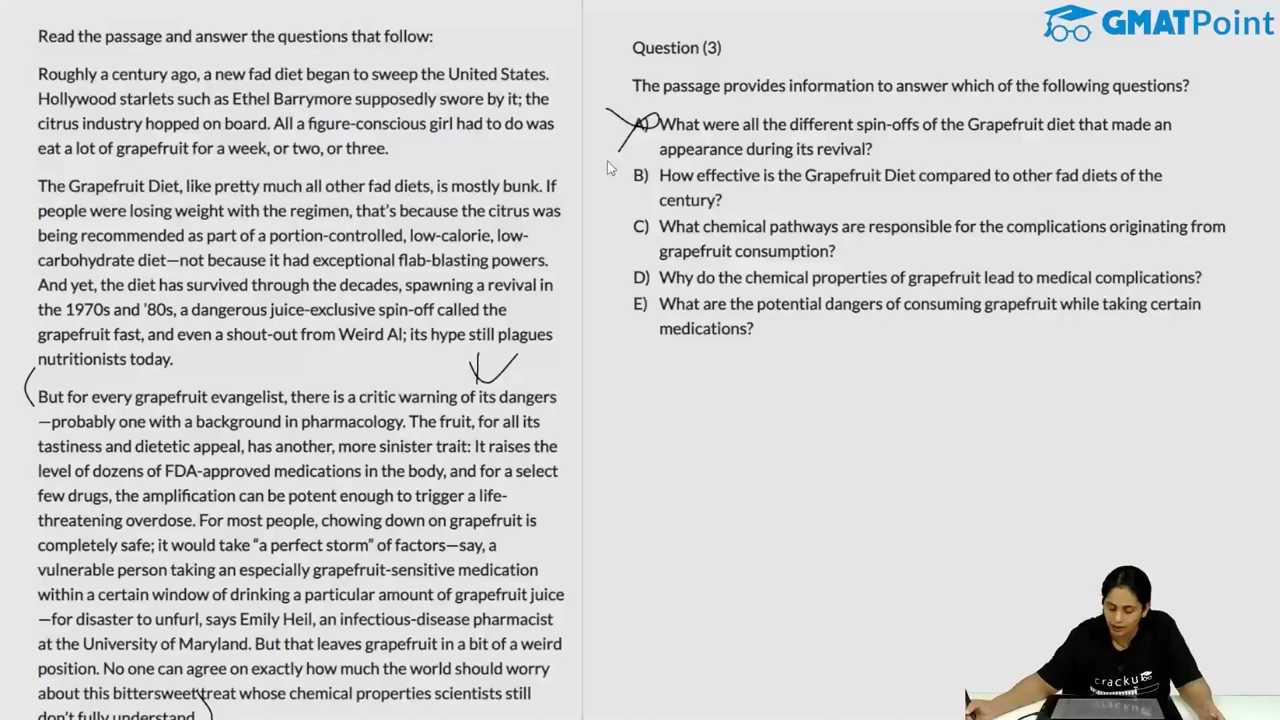 GMATPoint
Read the passage and answer the questions that follow:
Roughly a century ago, a new fad diet began to sweep the United States.
Hollywood starlets such as Ethel Barrymore supposedly swore by it; the
citrus industry hopped on board. All a figure-conscious girl had to do was
eat a lot of grapefruit for a week, or two, or three.
The Grapefruit Diet, like pretty much all other fad diets, is mostly bunk. If
people were losing weight with the regimen, that's because the citrus was
being recommended as part of a portion-controlled, low-calorie, low-
carbohydrate diet—not because it had exceptional flab-blasting powers.
And yet, the diet has survived through the decades, spawning a revival in
the 1970s and '80s, a dangerous juice-exclusive spin-off called the
grapefruit fast, and even a shout-out from Weird Al; its hype still plagues
nutritionists today.
But for every grapefruit evangelist, there is a critic warning of its dangers
—probably one with a background in pharmacology. The fruit, for all its
tastiness and dietetic appeal, has another, more sinister trait: It raises the
level of dozens of FDA-approved medications in the body, and for a select
few drugs, the amplification can be potent enough to trigger a life-
threatening overdose. For most people, chowing down on grapefruit is
completely safe; it would take “a perfect storm” of factors—say, a
vulnerable person taking an especially grapefruit-sensitive medication
within a certain window of drinking a particular amount of grapefruit juice
—for disaster to unfurl, says Emily Heil, an infectious-disease pharmacist
at the University of Maryland. But that leaves grapefruit in a bit of a weird
position. No one can agree on exactly how much the world should worry
about this bittersweet treat whose chemical properties scientists still
don't fully understand
Question (3)
The passage provides information to answer which of the following questions?
A) What were all the different spin-offs of the Grapefruit diet that made an
appearance during its revival?
B) How effective is the Grapefruit Diet compared to other fad diets of the
century?
C) What chemical pathways are responsible for the complications originating from
grapefruit consumption?
D) Why do the chemical properties of grapefruit lead to medical complications?
E) What are the potential dangers of consuming grapefruit while taking certain
medications?
cracku